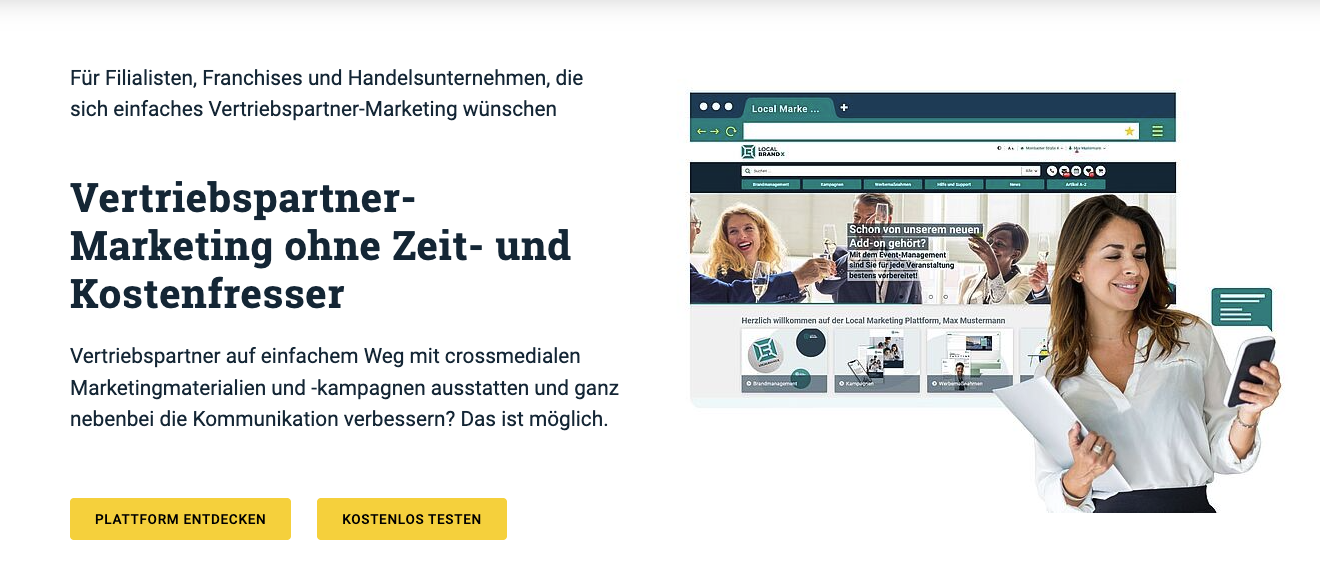 Für Filialisten, Franchises und Handelsunternehmen, die
sich einfaches Vertriebspartner-Marketing wünschen
Vertriebspartner-
Marketing ohne Zeit- und
Kostenfresser
Vertriebspartner auf einfachem Weg mit crossmedialen
Marketingmaterialien und -kampagnen ausstatten und ganz
nebenbei die Kommunikation verbessern? Das ist möglich.
PLATTFORM ENTDECKEN
KOSTENLOS TESTEN
Local Marke ...
LOCAL
BRAND X
Max Mustermann
Suchen ...
Alle
Brandmanagement
Kampagnen
Werbemaßnahmen
Hilfe und Support
News
Artikel A-Z
Schon von unserem neuen
Add-on gehört?
Mit dem Event-Management
sind Sie für jede Veranstaltung
bestens vorbereitet!
Herzlich willkommen auf der Local Marketing Plattform, Max Mustermann
Brandmanagement
Kampagnen
Werbemaßnahmen